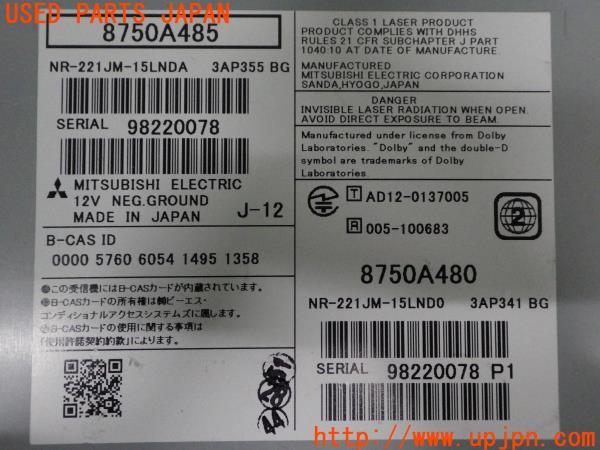 USED PARTS JAPAN
8750A485
NR-221JM-15LNDA 3AP355 BG
SERIAL 98220078
MITSUBISHI ELECTRIC
12V NEG.GROUND
MADE IN JAPAN J-12
B-CAS ID
0000 5760 6054 1495 1358
●この受信機にはB-CASカードが内蔵されています。
●B-CASカードの所有権は㈱ビーエス・
コンディショナルアクセスシステムズに属します。
●B-CASカードの使用に関する事項は
「使用許諾契約約款」によります。
CLASS 1 LASER PRODUCT
PRODUCT COMPLIES WITH DHHS
RULES 21 CFR SUBCHAPTER J PART
1040.10 AT DATE OF MANUFACTURE.
MANUFACTURED
MITSUBISHI ELECTRIC CORPORATION
SANDA,HYOGO,JAPAN
DANGER
INVISIBLE LASER RADIATION WHEN OPEN.
AVOID DIRECT EXPOSURE TO BEAM.
Manufactured under license from Dolby
Laboratories. "Dolby" and the double-D
symbol are trademarks of Dolby
Laboratories.
T AD12-0137005
R 005-100683
2
8750A480
NR-221JM-15LND0 3AP341 BG
SERIAL 98220078 P1
http://www.upjpn.com